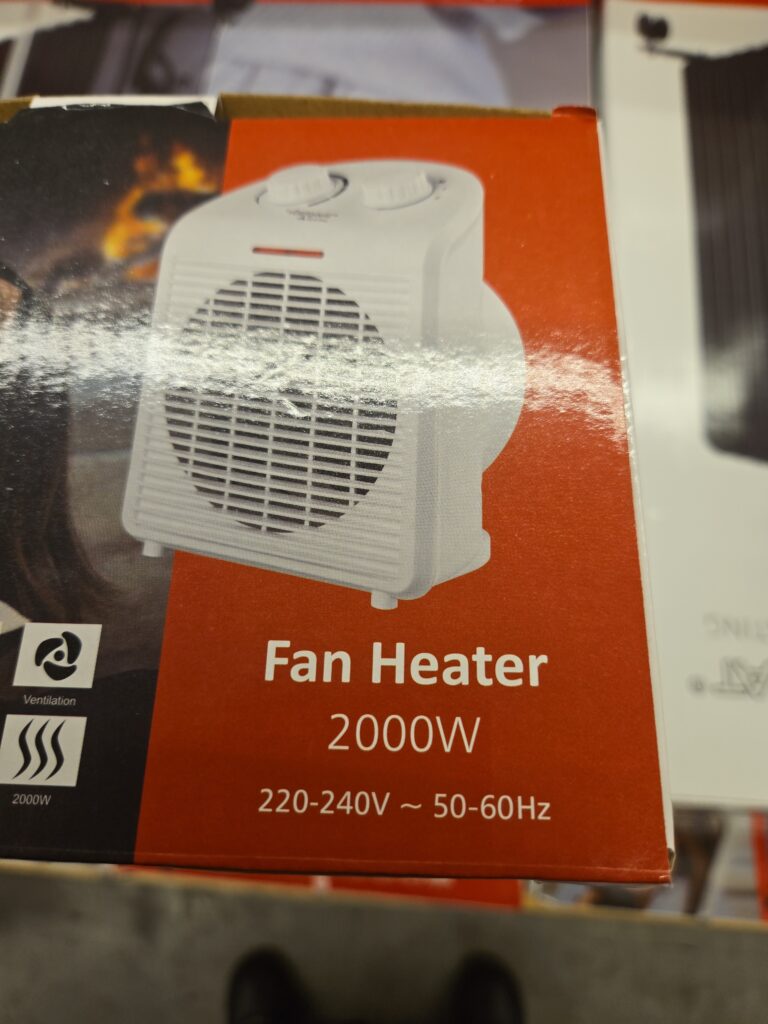 Fan Heater
2000W
220-240V ~ 50-60Hz
Ventilation
2000W